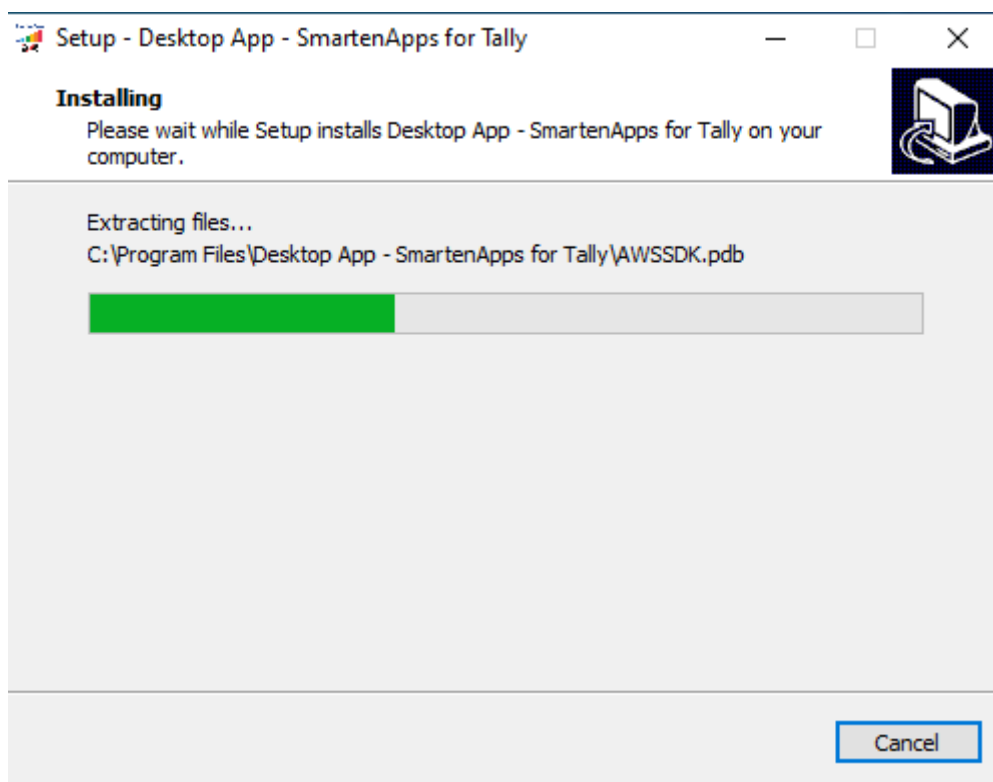 Setup - Desktop App - SmartenApps for Tally
Installing
Please wait while Setup installs Desktop App - SmartenApps for Tally on your
computer.
Extracting files...
C:\Program Files\Desktop App - SmartenApps for Tally\AWSSDK.pdb
Cancel